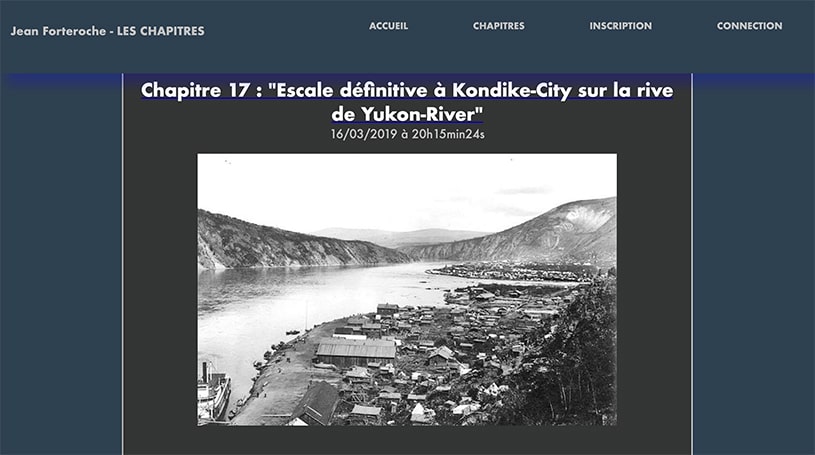 Jean Forteroche - LES CHAPITRES
ACCUEIL
CHAPITRES
INSCRIPTION
CONNECTION
Chapitre 17 : "Escale définitive à Kondike-City sur la rive
de Yukon-River"
16/03/2019 à 20h15min24s